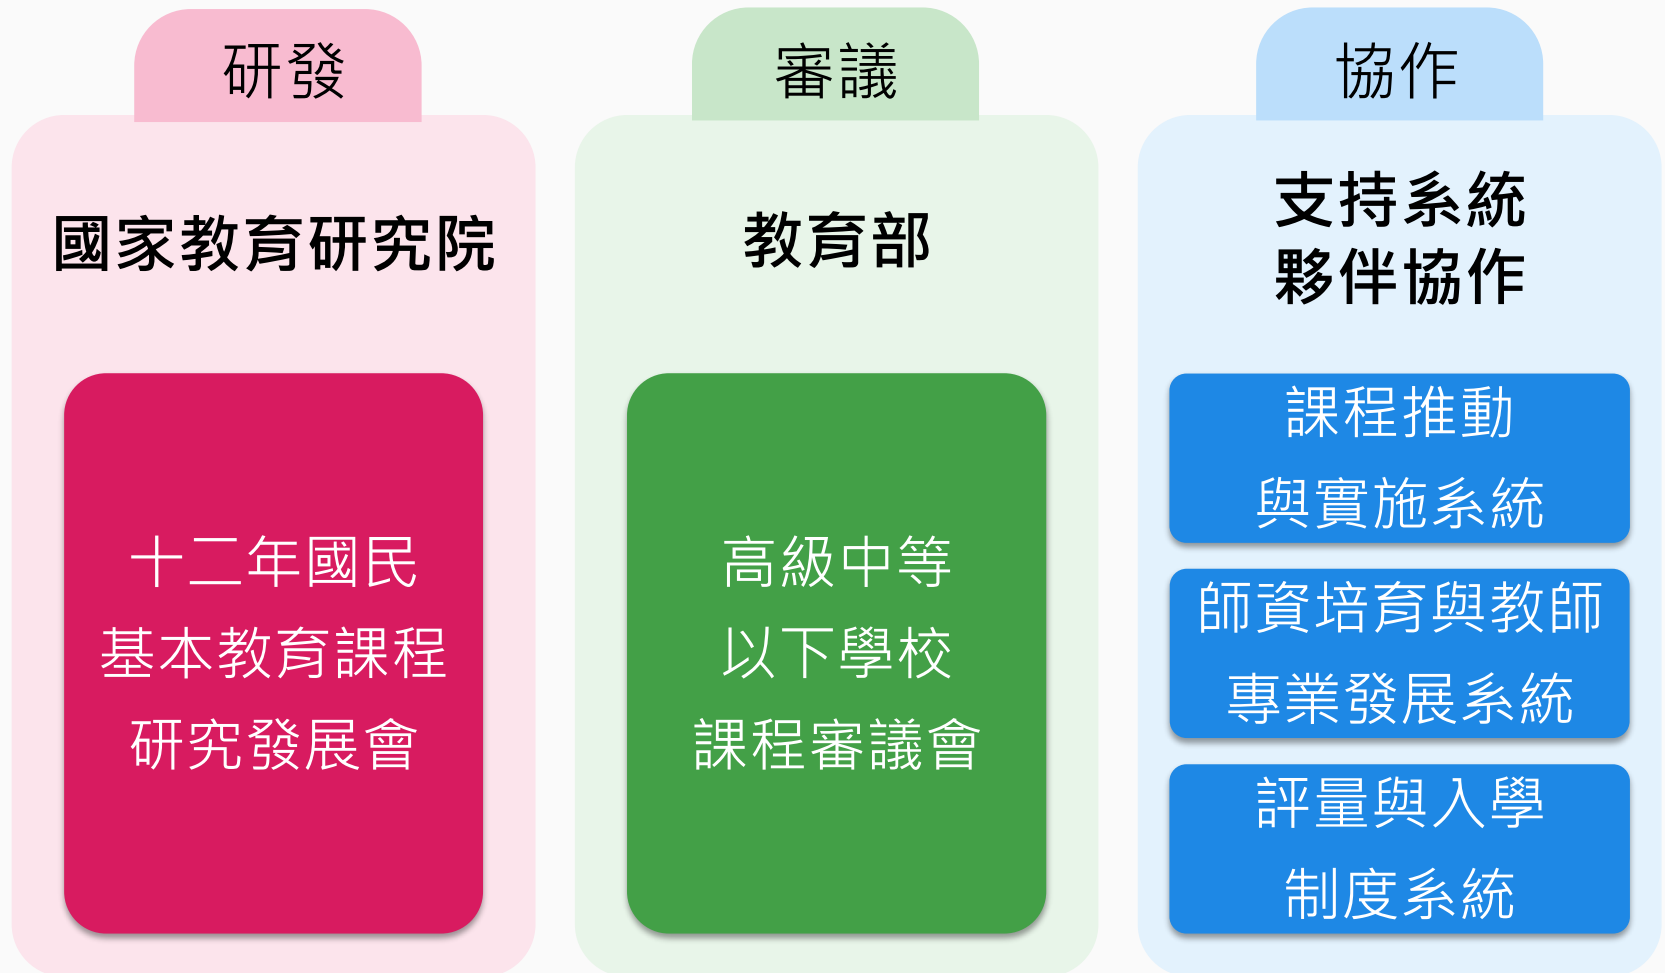 研發
國家教育研究院
十二年國民
基本教育課程
研究發展會
審議
教育部
高級中等
以下學校
課程審議會
協作
支持系統
夥伴協作
課程推動
與實施系統
師資培育與教師
專業發展系統
評量與入學
制度系統